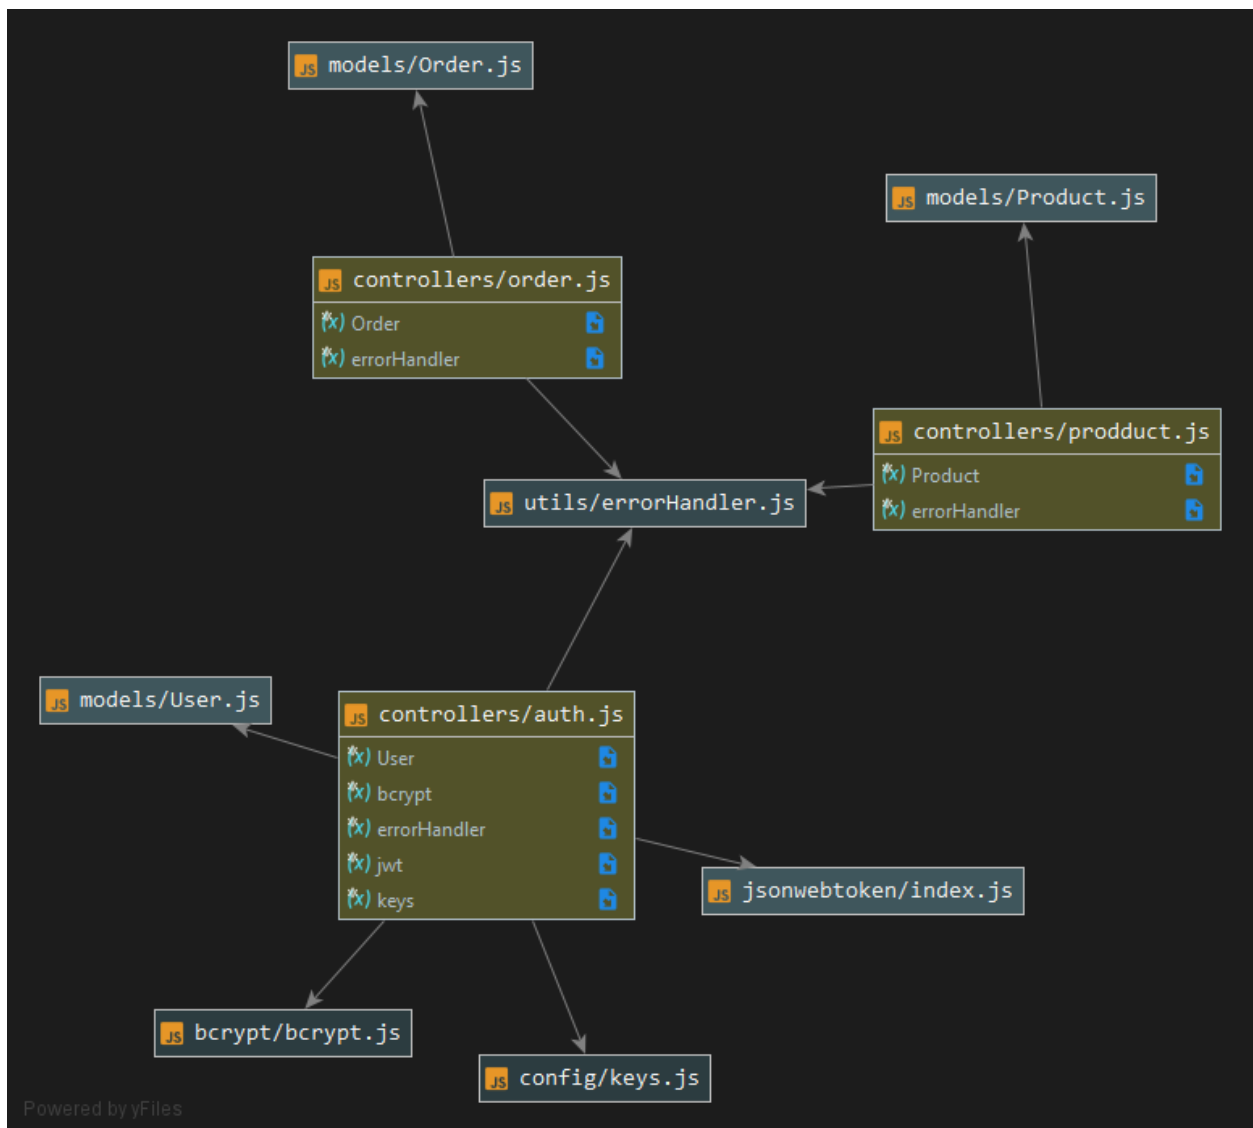 models/Order.js
models/Product.js
controllers/order.js
Order
errorHandler
controllers/prodduct.js
Product
errorHandler
utils/errorHandler.js
models/User.js
controllers/auth.js
User
bcrypt
errorHandler
jwt
keys
jsonwebtoken/index.js
bcrypt/bcrypt.js
config/keys.js
Powered by yFiles